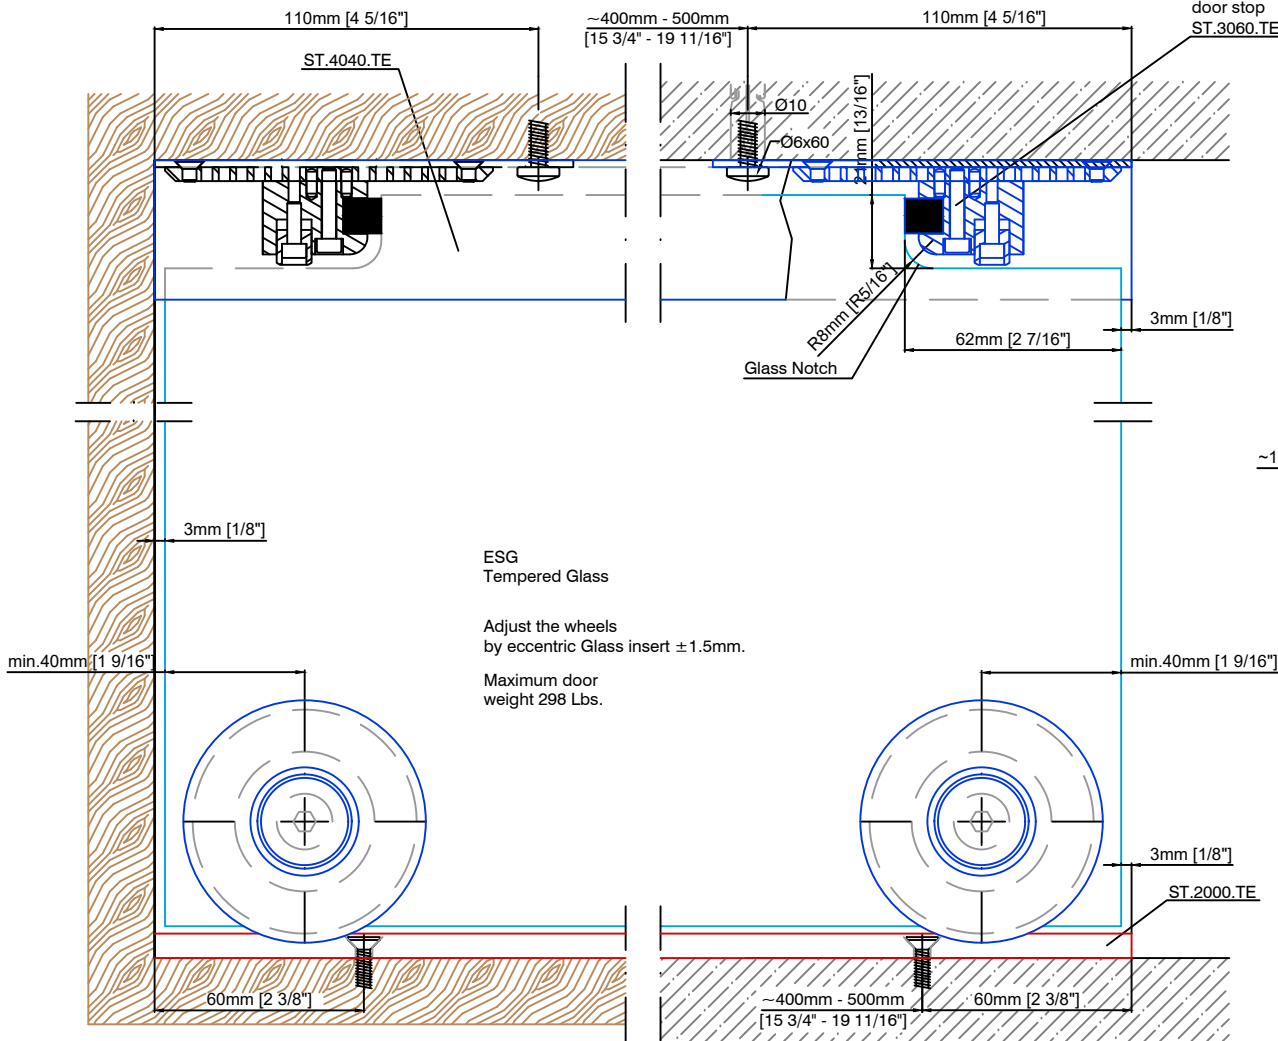 110mm [4 5/16"]
~400mm - 500mm
[15 3/4" - 19 11/16"]
110mm [4 5/16"]
door stop
ST.3060.TE
ST.4040.TE
Ø10
Ø6x60
21mm [13/16"]
R8mm [R5/16"]
3mm [1/8"]
62mm [2 7/16"]
Glass Notch
~1
3mm [1/8"]
ESG
Tempered Glass
Adjust the wheels
by eccentric Glass insert ±1.5mm.
min.40mm [1 9/16"]
min.40mm [1 9/16"]
Maximum door
weight 298 Lbs.
3mm [1/8"]
ST.2000.TE
60mm [2 3/8"]
~400mm - 500mm
[15 3/4" - 19 11/16"]
60mm [2 3/8"]